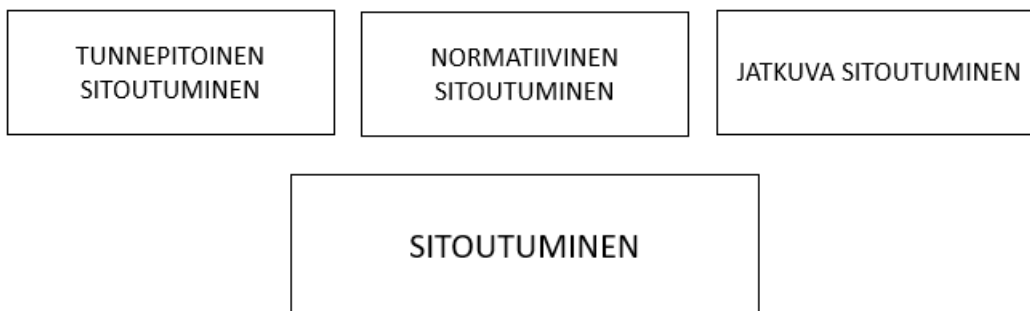 TUNNEPITOINEN
SITOUTUMINEN
NORMATIIVINEN
SITOUTUMINEN
JATKUVA SITOUTUMINEN
SITOUTUMINEN